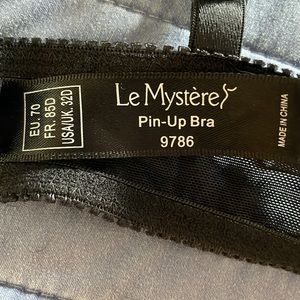 EU. 70
FR. 85D
USA/UK. 32D
Le Mystère
Pin-Up Bra
9786
MADE IN CHINA